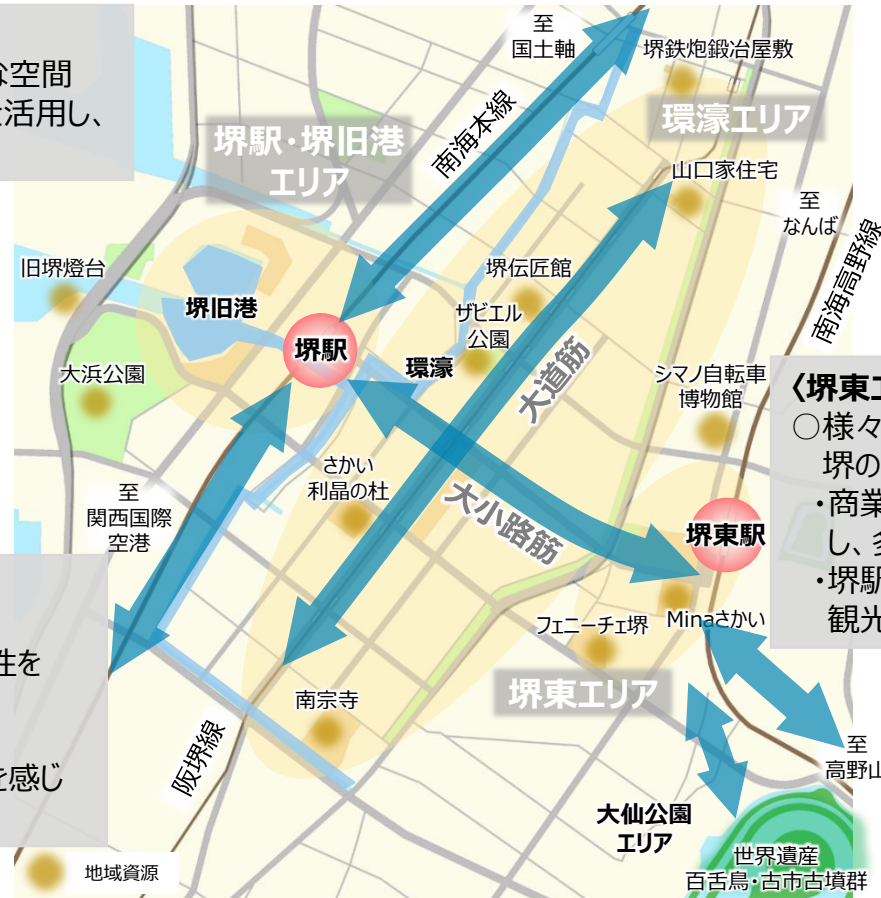 な空間
活用し、
至
国土軸
堺鉄炮鍛冶屋敷
環濠エリア
堺駅・堺旧港
エリア
南海本線
山口家住宅
至
なんば
南海高野線
旧堺燈台
堺旧港
堺伝匠館
ザビエル
公園
堺駅
環濠
大道筋
大浜公園
シマノ自転車
博物館
〈堺東エ
○様々
堺の
・商業
し、多
・堺駅
観光
さかい
利晶の杜
至
関西国際
空港
大小路筋
堺東駅
フェニーチェ堺
Minaさかい
堺東エリア
性を
を感じ
南宗寺
阪堺線
至
高野山
大仙公園
エリア
世界遺産
百舌鳥・古市古墳群
地域資源